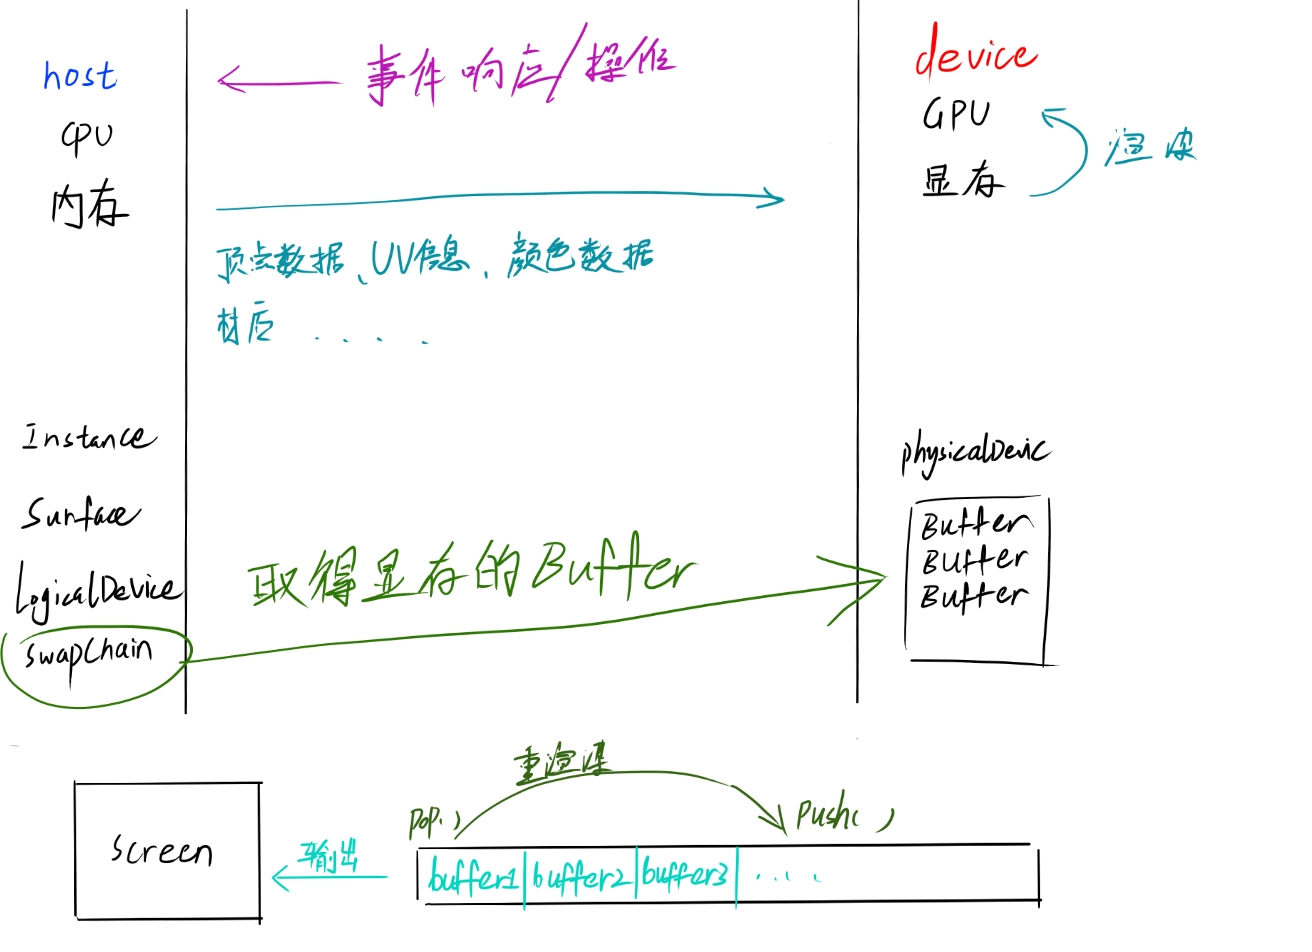 host
事件响应/操作
device
CPU
GPU
内存
显存
渲染
顶点数据、UV信息、颜色数据
材质 .....
Instance
physicalDevic
Surface
Buffer
Buffer
Buffer
LogicalDevice
取得显存的Buffer
swapChain
重渲染
pop()
Push()
Screen
输出
buffer1
buffer2
buffer3
....